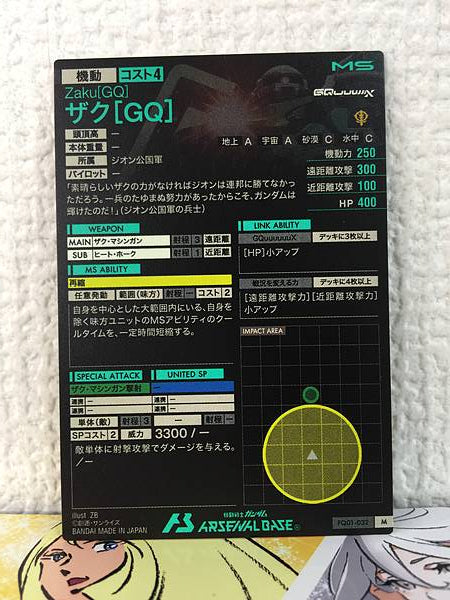 機動 コスト4 MS
Zaku[GQ]
ザク[GQ]
GQuuuuuuX
頭頂高 ー
本体重量 ー
所属 ジオン公国軍
パイロット ー
地上 A 宇宙 A 砂漠 C 水中 C
機動力 250
遠距離攻撃 300
近距離攻撃 100
HP 400
「素晴らしいザクの力がなければジオンは連邦に勝てなかっ
ただろう。一兵のたゆまぬ努力があったからこそ、ガンダムは
輝けたのだ!」(ジオン公国軍の兵士)
WEAPON
MAIN ザク・マシンガン 射程 3 遠距離
SUB ヒート・ホーク 射程 1 近距離
MS ABILITY
再縮
任意発動 範囲(味方) 射程 ー コスト 2
自身を中心とした大範囲内にいる、自身
を除く味方ユニットのMSアビリティのクー
ルタイムを、一定時間短縮する。
LINK ABILITY
GQuuuuuuX デッキに3枚以上
[HP]小アップ
戦況を変える力 デッキに4枚以上
[遠距離攻撃力][近距離攻撃力]
小アップ
IMPACT AREA
SPECIAL ATTACK UNITED SP
ザク・マシンガン撃射 ー
連携 ー 連携 ー
連携 ー 連携 ー
単体(敵) 射程 3 ー 射程 ー
SPコスト 2 威力 3300 / ー
敵単体に射撃攻撃でダメージを与える。
/ー
illust. ZB
©創通・サンライズ
BANDAI MADE IN JAPAN
機動戦士ガンダム
ARSENAL BASE®
FQ01-032 M